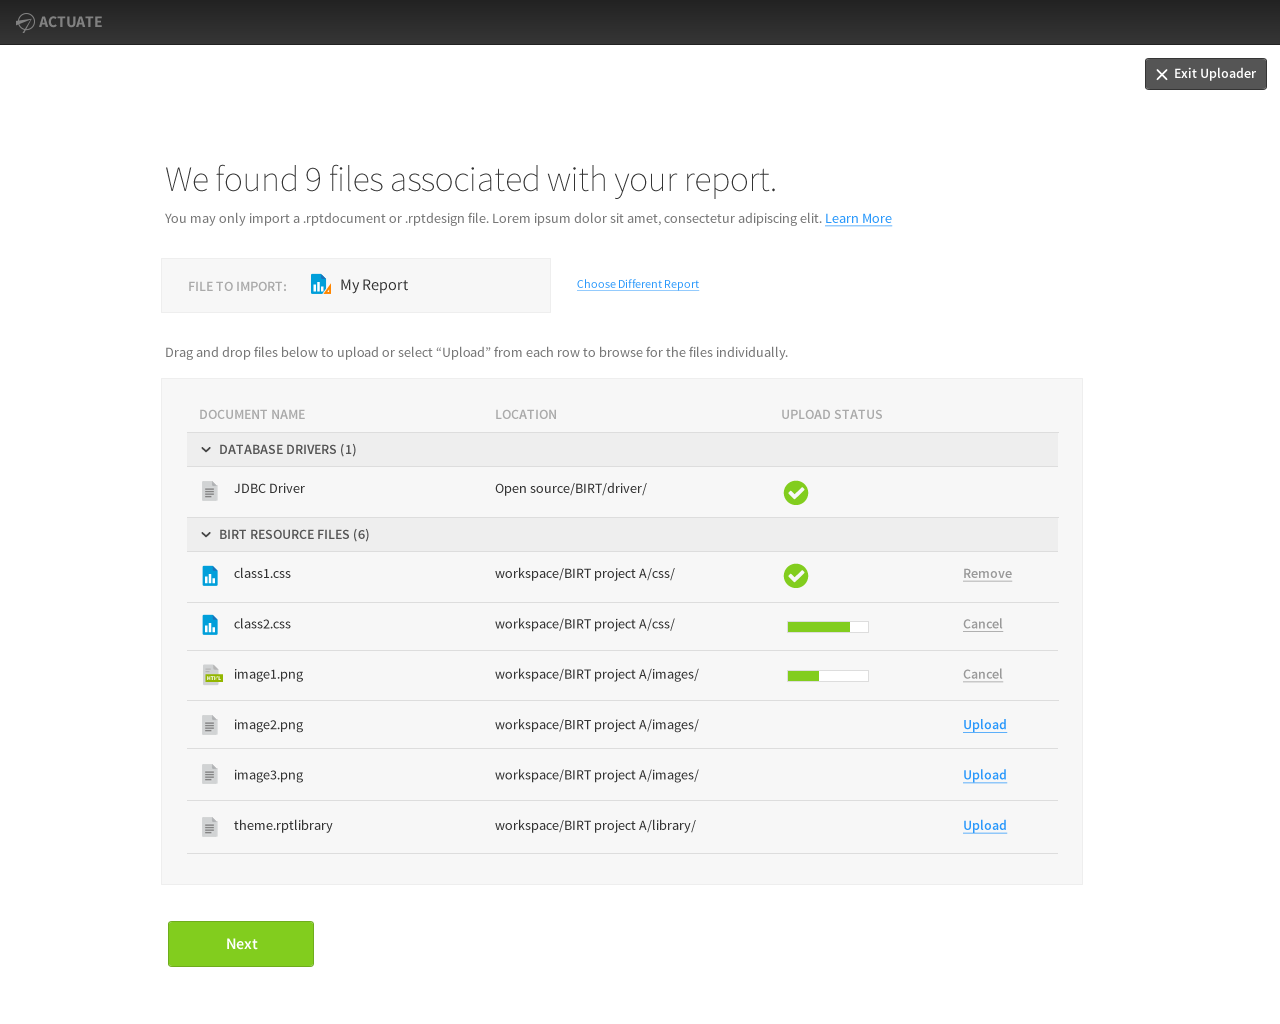 ACTUATE
Exit Uploader
We found 9 files associated with your report.
You may only import a .rptdocument or .rptdesign file. Lorem ipsum dolor sit amet, consectetur adipiscing elit. Learn More
FILE TO IMPORT: My Report Choose Different Report
Drag and drop files below to upload or select “Upload” from each row to browse for the files individually.
DOCUMENT NAME LOCATION UPLOAD STATUS
DATABASE DRIVERS (1)
JDBC Driver Open source/BIRT/driver/
BIRT RESOURCE FILES (6)
class1.css workspace/BIRT project A/css/ Remove
class2.css workspace/BIRT project A/css/ Cancel
HTML image1.png workspace/BIRT project A/images/ Cancel
image2.png workspace/BIRT project A/images/ Upload
image3.png workspace/BIRT project A/images/ Upload
theme.rptlibrary workspace/BIRT project A/library/ Upload
Next